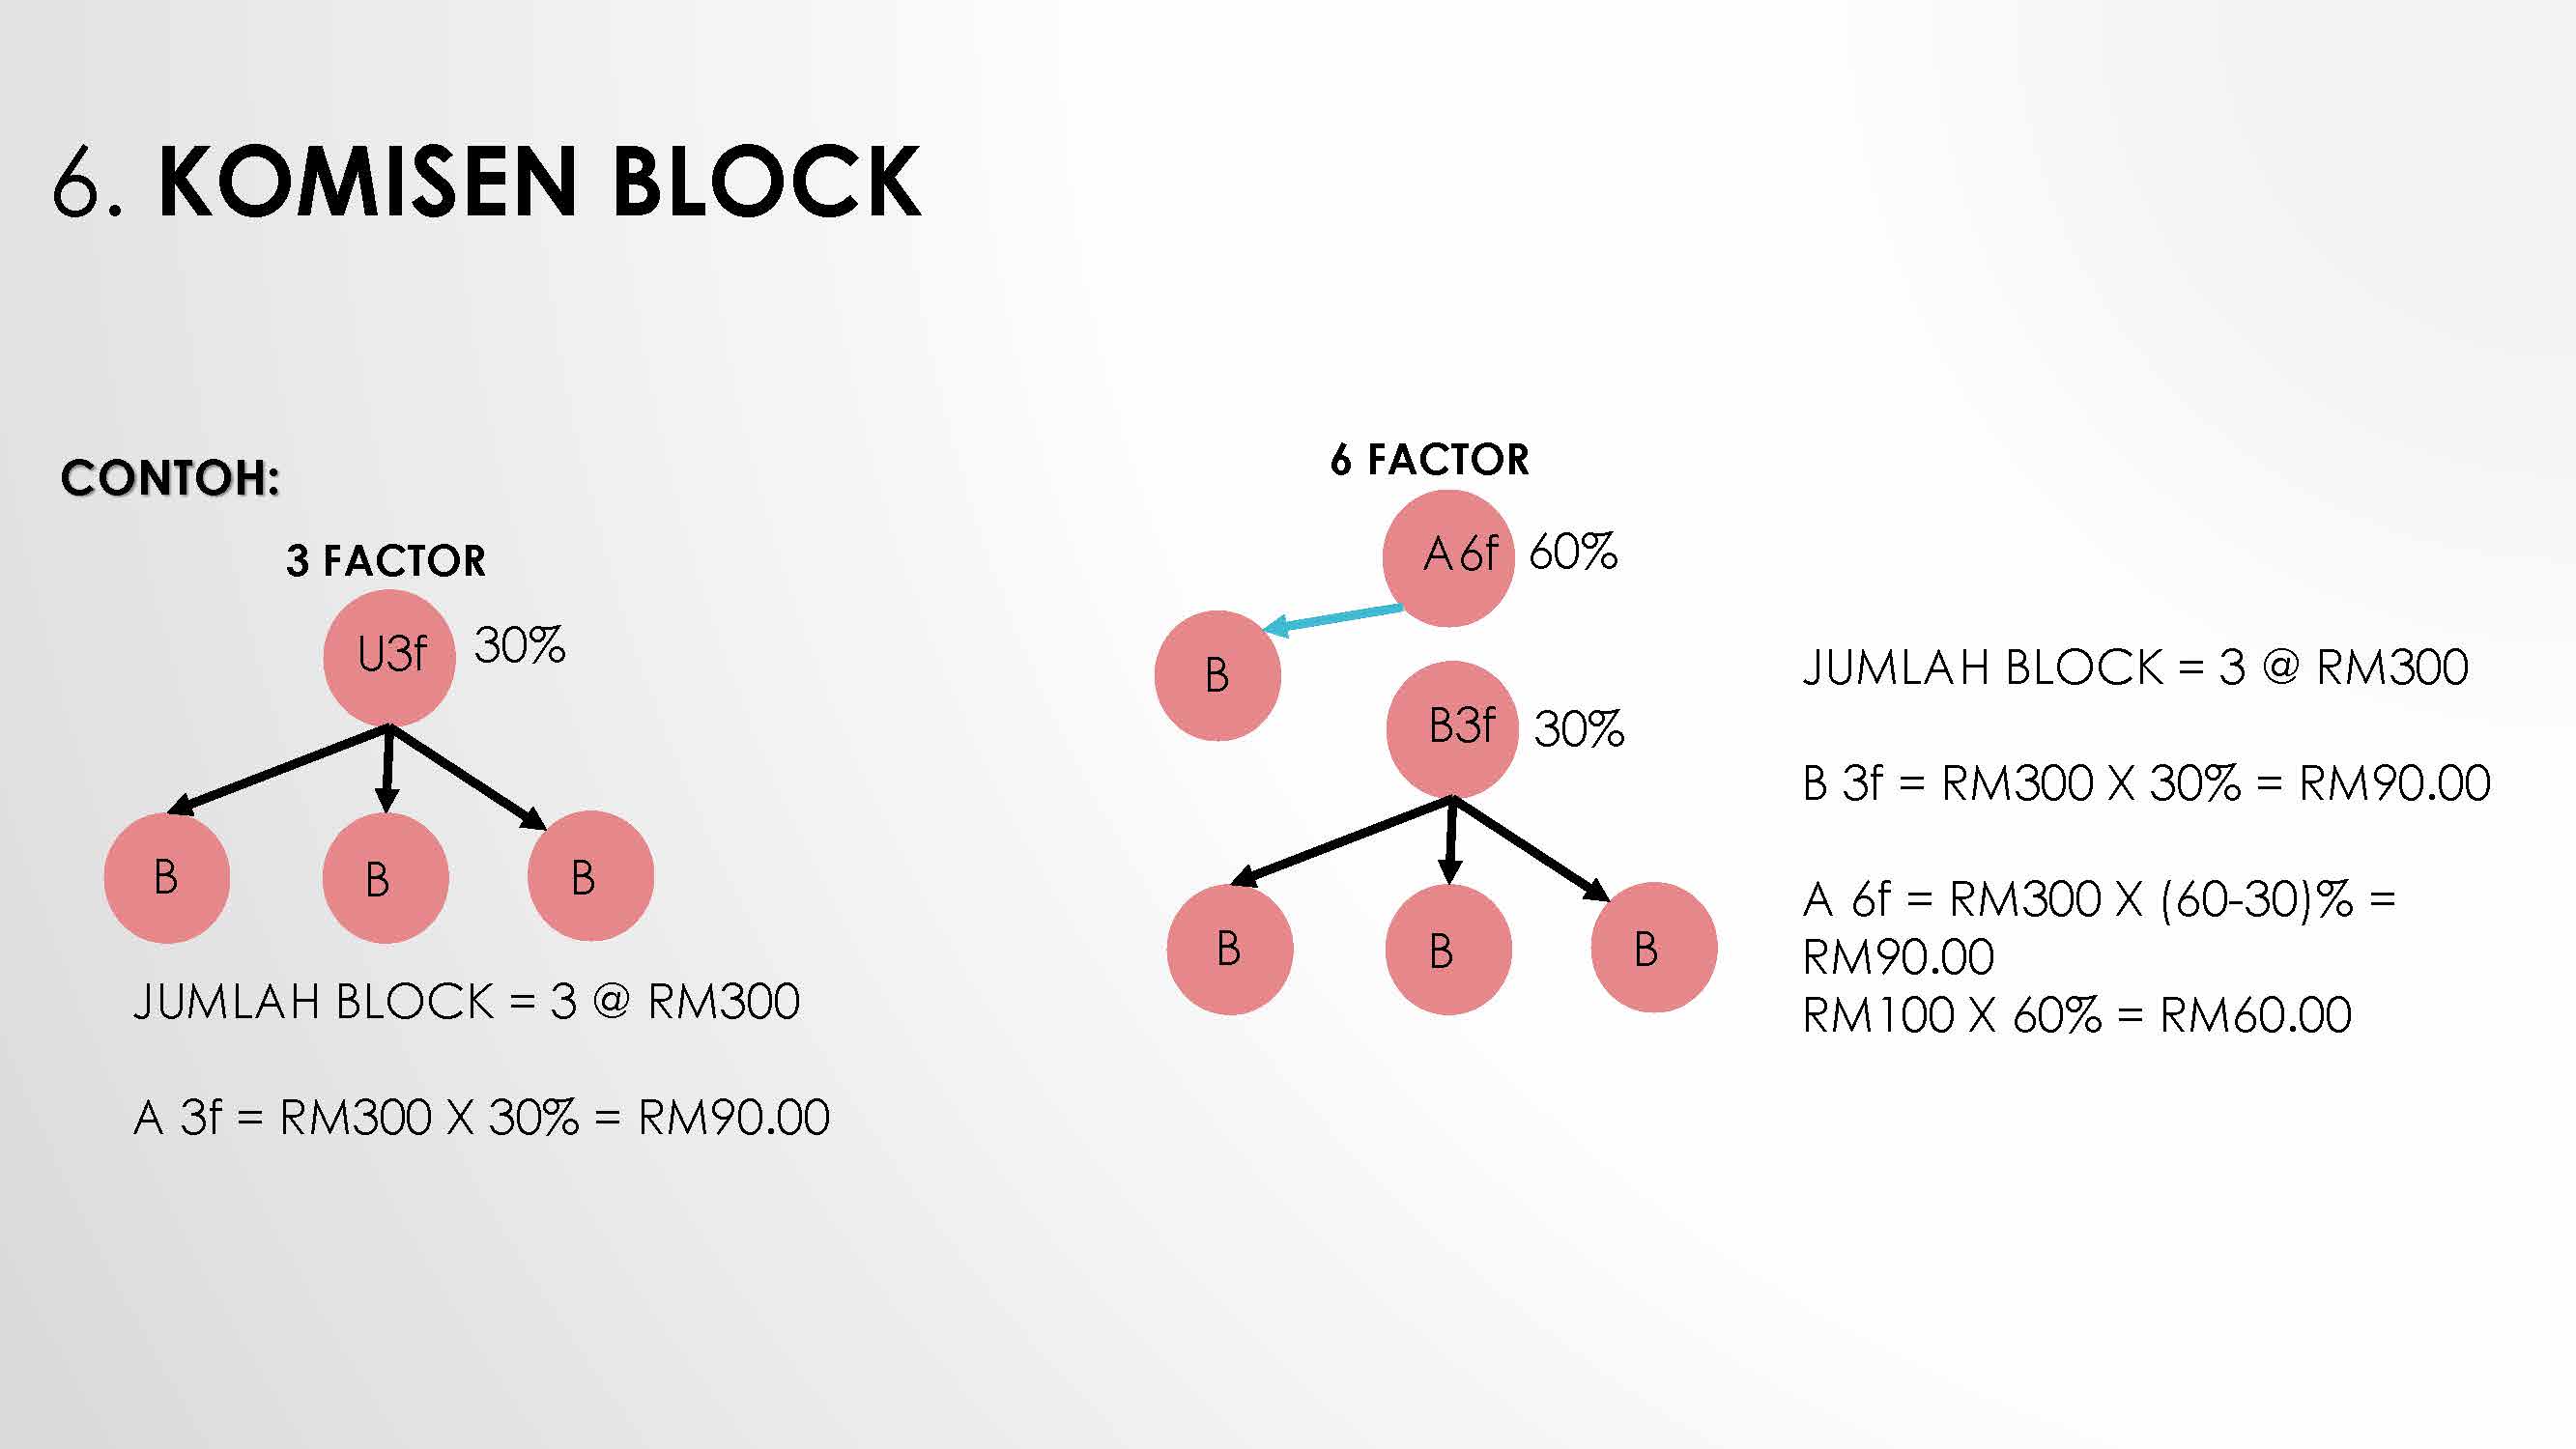 6. KOMISEN BLOCK
CONTOH:
3 FACTOR
U3f 30%
B B B
JUMLAH BLOCK = 3 @ RM300
A 3f = RM300 X 30% = RM90.00
6 FACTOR
A 6f 60%
B
B3f 30%
B B B
JUMLAH BLOCK = 3 @ RM300
B 3f = RM300 X 30% = RM90.00
A 6f = RM300 X (60-30)% =
RM90.00
RM100 X 60% = RM60.00